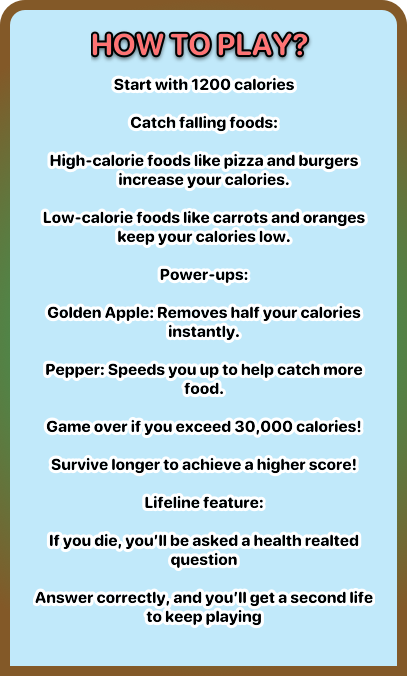 HOW TO PLAY?
Start with 1200 calories
Catch falling foods:
High-calorie foods like pizza and burgers
increase your calories.
Low-calorie foods like carrots and oranges
keep your calories low.
Power-ups:
Golden Apple: Removes half your calories
instantly.
Pepper: Speeds you up to help catch more
food.
Game over if you exceed 30,000 calories!
Survive longer to achieve a higher score!
Lifeline feature:
If you die, you’ll be asked a health realted
question
Answer correctly, and you’ll get a second life
to keep playing